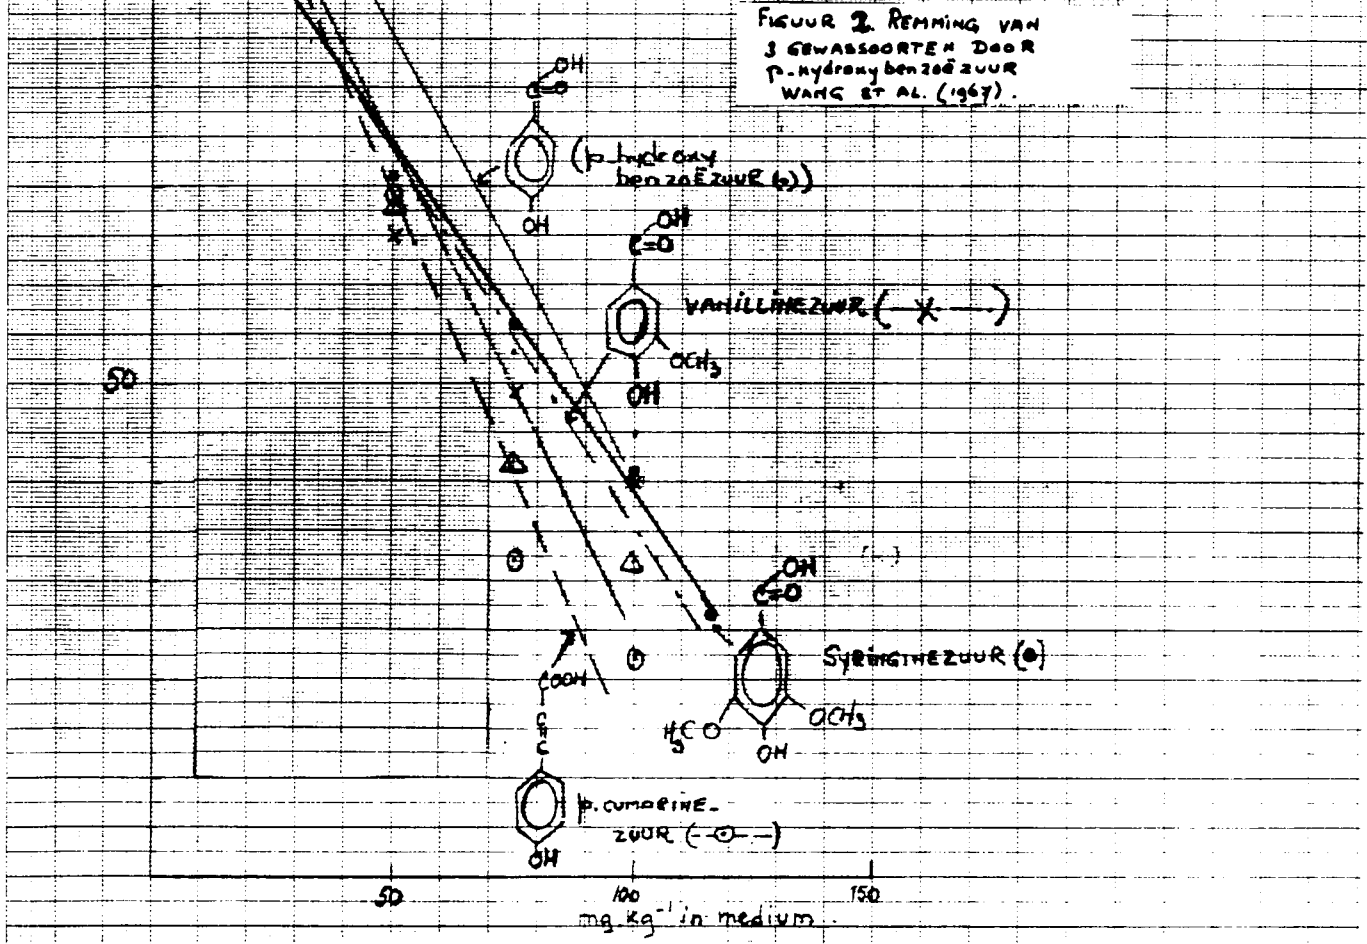 FIGUUR 2. REMMING VAN
3 GEWASSOORTEN DOOR
p. hydroxybenzoëzuur
WANG ET AL. (1967).
OH
C=O
OH
(p. hydroxy
benzoëzuur (o))
OH
C=O
VANILLINEZUUR (—x—)
OCH3
OH
50
OH
C=O
SYRINGINEZUUR (●)
OCH3
H3CO
OH
COOH
C
H
C
p. CUMARINE-
ZUUR (-⊙--)
OH
50
100
150
mg.kg-1 in medium.